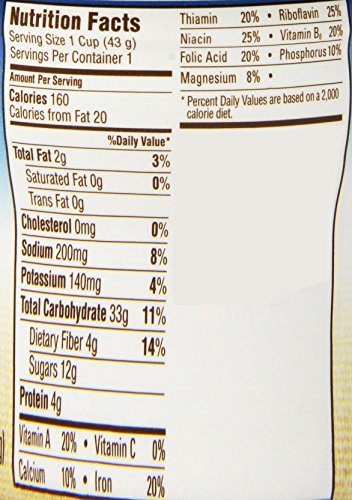 Nutrition Facts
Serving Size 1 Cup (43 g)
Servings Per Container 1
Amount Per Serving
Calories 160
Calories from Fat 20
%Daily Value*
Total Fat 2g 3%
Saturated Fat 0g 0%
Trans Fat 0g
Cholesterol 0mg 0%
Sodium 200mg 8%
Potassium 140mg 4%
Total Carbohydrate 33g 11%
Dietary Fiber 4g 14%
Sugars 12g
Protein 4g
Vitamin A 20% • Vitamin C 0%
Calcium 10% • Iron 20%
Thiamin 20% • Riboflavin 25%
Niacin 25% • Vitamin B6 20%
Folic Acid 20% • Phosphorus 10%
Magnesium 8% •
* Percent Daily Values are based on a 2,000
calorie diet.